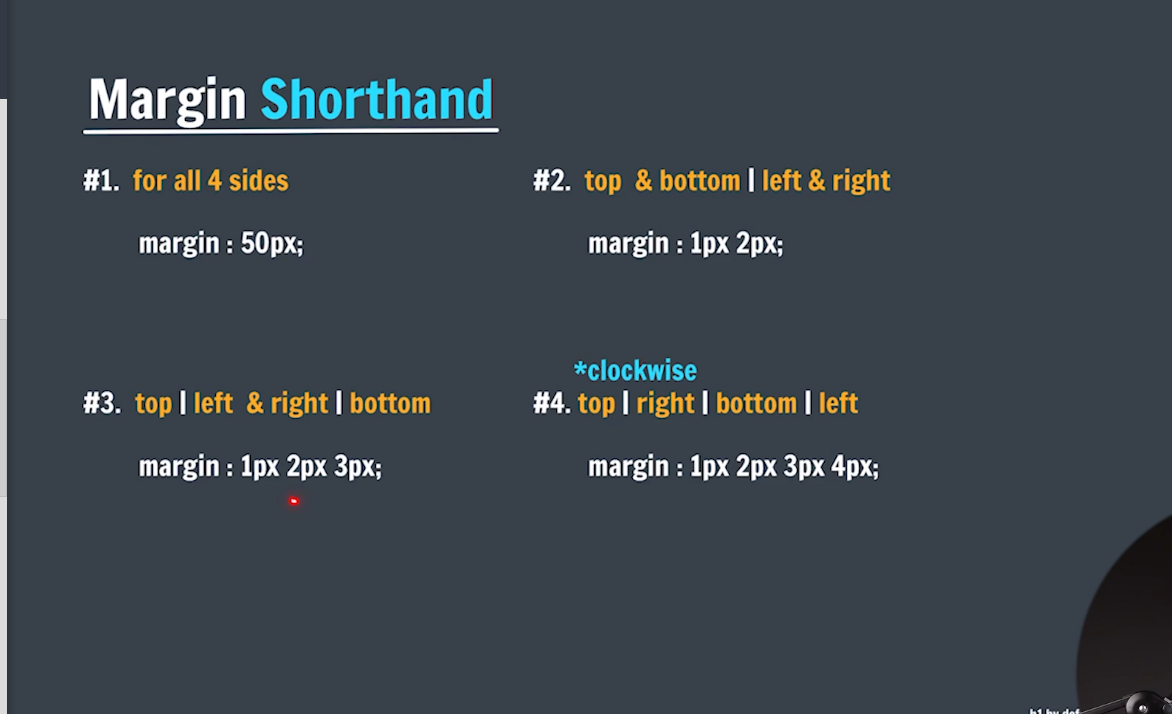 Margin Shorthand
#1. for all 4 sides
margin : 50px;
#2. top & bottom | left & right
margin : 1px 2px;
#3. top | left & right | bottom
margin : 1px 2px 3px;
*clockwise
#4. top | right | bottom | left
margin : 1px 2px 3px 4px;